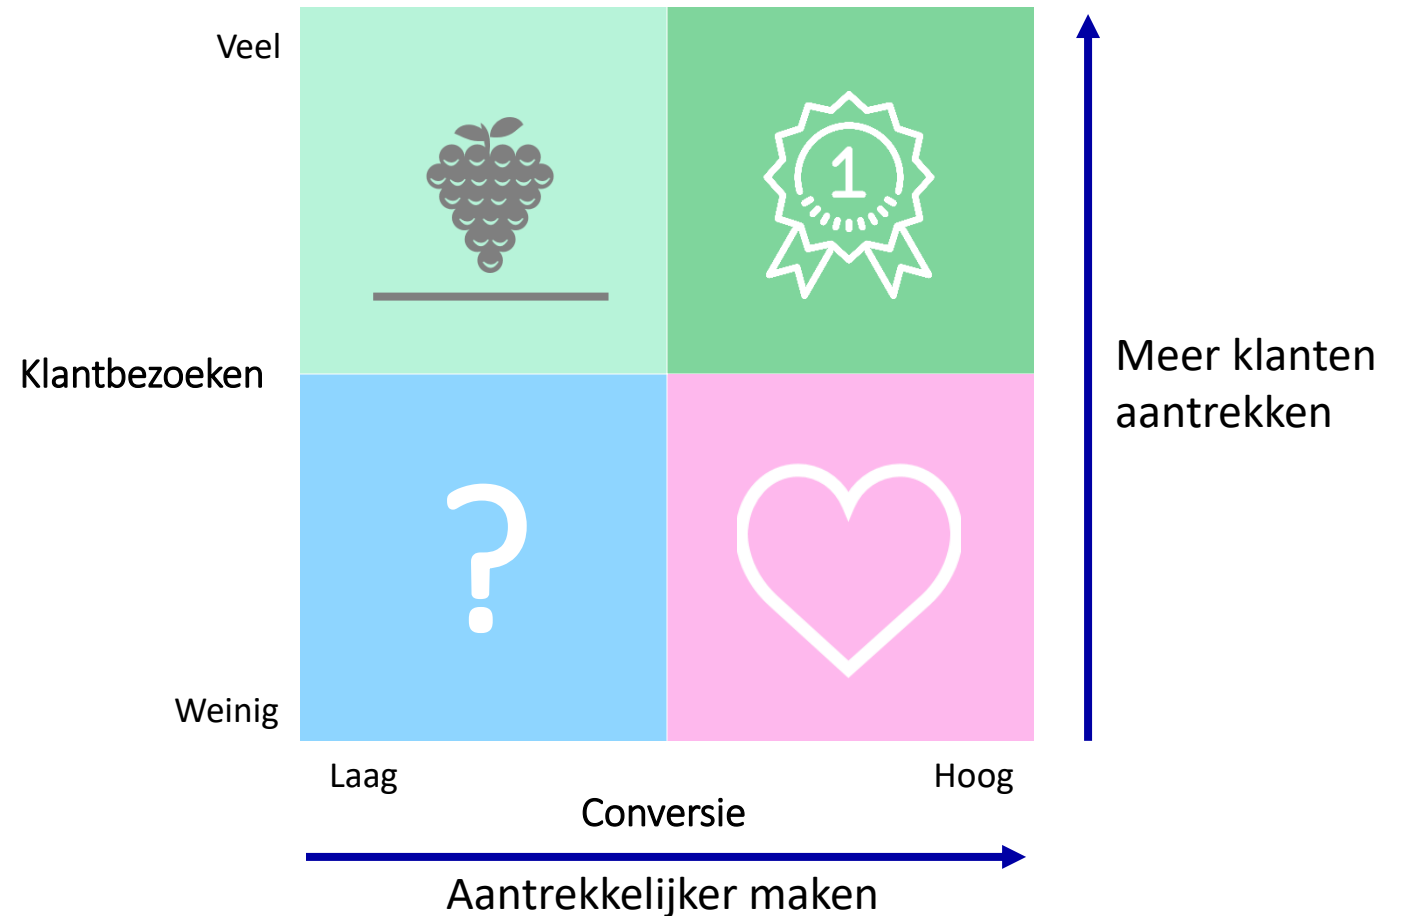 Veel
1
Klantbezoeken
Meer klanten
aantrekken
?
Weinig
Laag
Hoog
Conversie
Aantrekkelijker maken